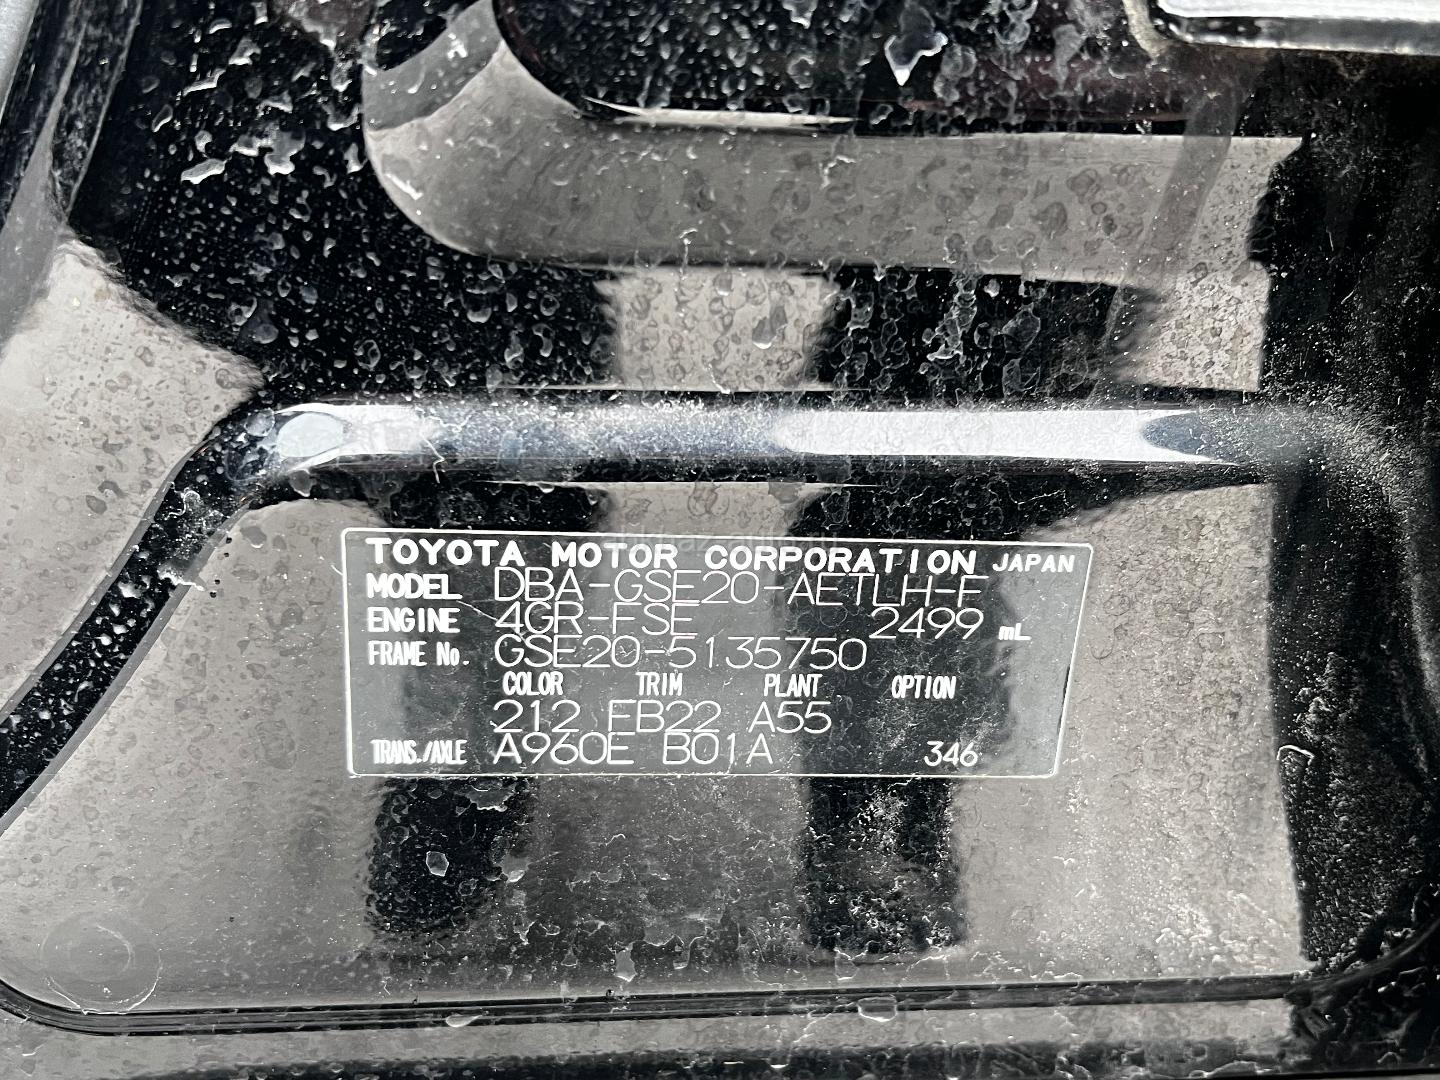 TOYOTA MOTOR CORPORATION JAPAN
MODEL DBA-GSE20-AETLH-F
ENGINE 4GR-FSE 2499 mL
FRAME No. GSE20-5135750
COLOR TRIM PLANT OPTION
212 FB22 A55
TRANS./AXLE A960E B01A 346